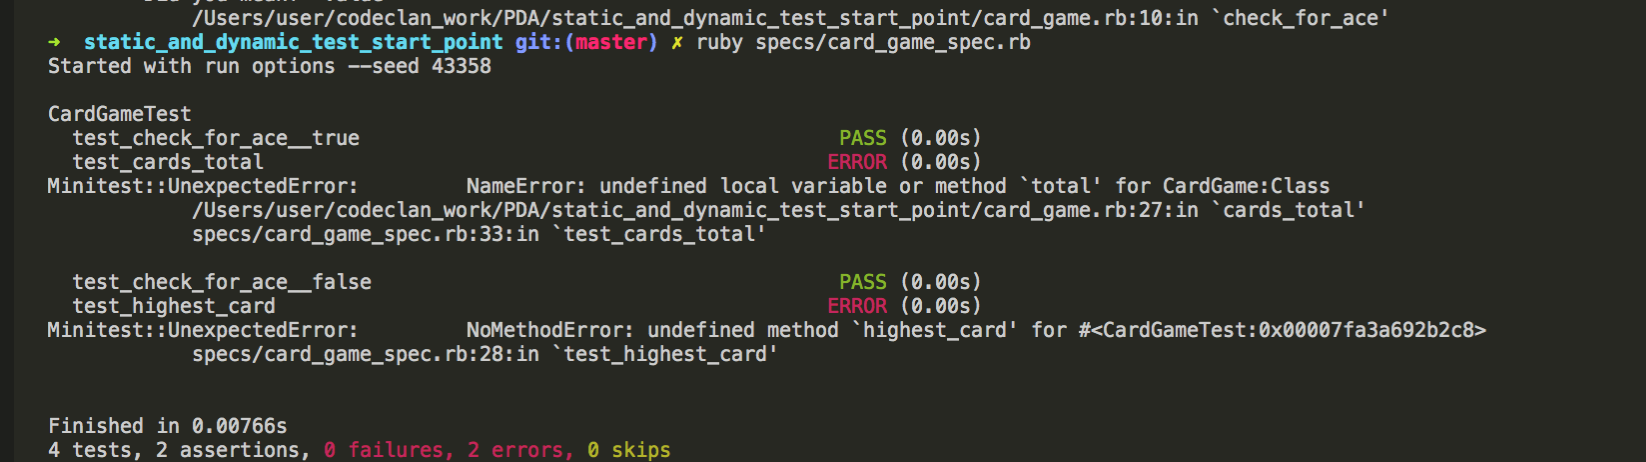 /Users/user/codeclan_work/PDA/static_and_dynamic_test_start_point/card_game.rb:10:in `check_for_ace'
→ static_and_dynamic_test_start_point git:(master) ✗ ruby specs/card_game_spec.rb
Started with run options --seed 43358
CardGameTest
test_check_for_ace__true PASS (0.00s)
test_cards_total ERROR (0.00s)
Minitest::UnexpectedError: NameError: undefined local variable or method `total' for CardGame:Class
/Users/user/codeclan_work/PDA/static_and_dynamic_test_start_point/card_game.rb:27:in `cards_total'
specs/card_game_spec.rb:33:in `test_cards_total'
test_check_for_ace__false PASS (0.00s)
test_highest_card ERROR (0.00s)
Minitest::UnexpectedError: NoMethodError: undefined method `highest_card' for #<CardGameTest:0x00007fa3a692b2c8>
specs/card_game_spec.rb:28:in `test_highest_card'
Finished in 0.00766s
4 tests, 2 assertions, 0 failures, 2 errors, 0 skips